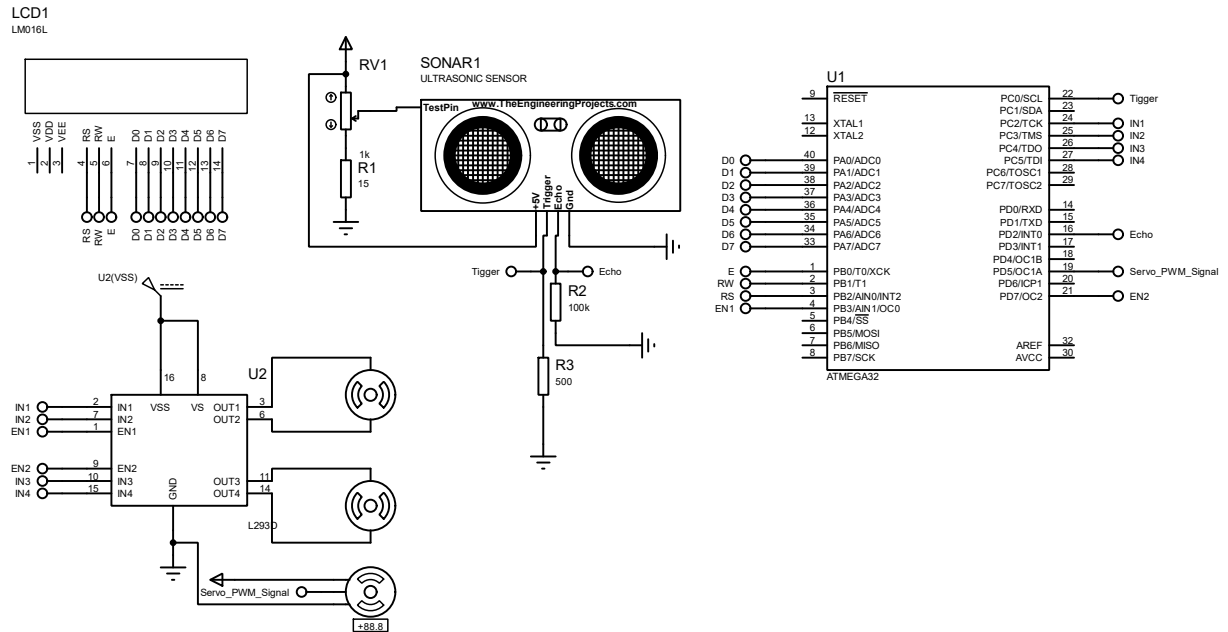 LCD1
LM016L
VSS
VDD
VEE
RS
RW
E
D0
D1
D2
D3
D4
D5
D6
D7
1
2
3
4
5
6
7
8
9
10
11
12
13
14
RS
RW
E
D0
D1
D2
D3
D4
D5
D6
D7
RV1
1k
R1
15
SONAR1
ULTRASONIC SENSOR
TestPin
www.TheEngineeringProjects.com
+5V
Trigger
Echo
Gnd
Tigger
Echo
R2
100k
R3
500
U2(VSS)
16
8
U2
IN1 2 IN1 VSS VS OUT1 3
IN2 7 IN2 OUT2 6
EN1 1 EN1
EN2 9 EN2
IN3 10 IN3 GND OUT3 11
IN4 15 IN4 OUT4 14
L293D
Servo_PWM_Signal
+88.8
U1
9 RESET PC0/SCL 22 Tigger
PC1/SDA 23
13 XTAL1 PC2/TCK 24 IN1
12 XTAL2 PC3/TMS 25 IN2
PC4/TDO 26 IN3
D0 40 PA0/ADC0 PC5/TDI 27 IN4
D1 39 PA1/ADC1 PC6/TOSC1 28
D2 38 PA2/ADC2 PC7/TOSC2 29
D3 37 PA3/ADC3
D4 36 PA4/ADC4 PD0/RXD 14
D5 35 PA5/ADC5 PD1/TXD 15
D6 34 PA6/ADC6 PD2/INT0 16 Echo
D7 33 PA7/ADC7 PD3/INT1 17
PD4/OC1B 18
E 1 PB0/T0/XCK PD5/OC1A 19 Servo_PWM_Signal
RW 2 PB1/T1 PD6/ICP1 20
RS 3 PB2/AIN0/INT2 PD7/OC2 21 EN2
EN1 4 PB3/AIN1/OC0
5 PB4/SS
6 PB5/MOSI
7 PB6/MISO AREF 32
8 PB7/SCK AVCC 30
ATMEGA32